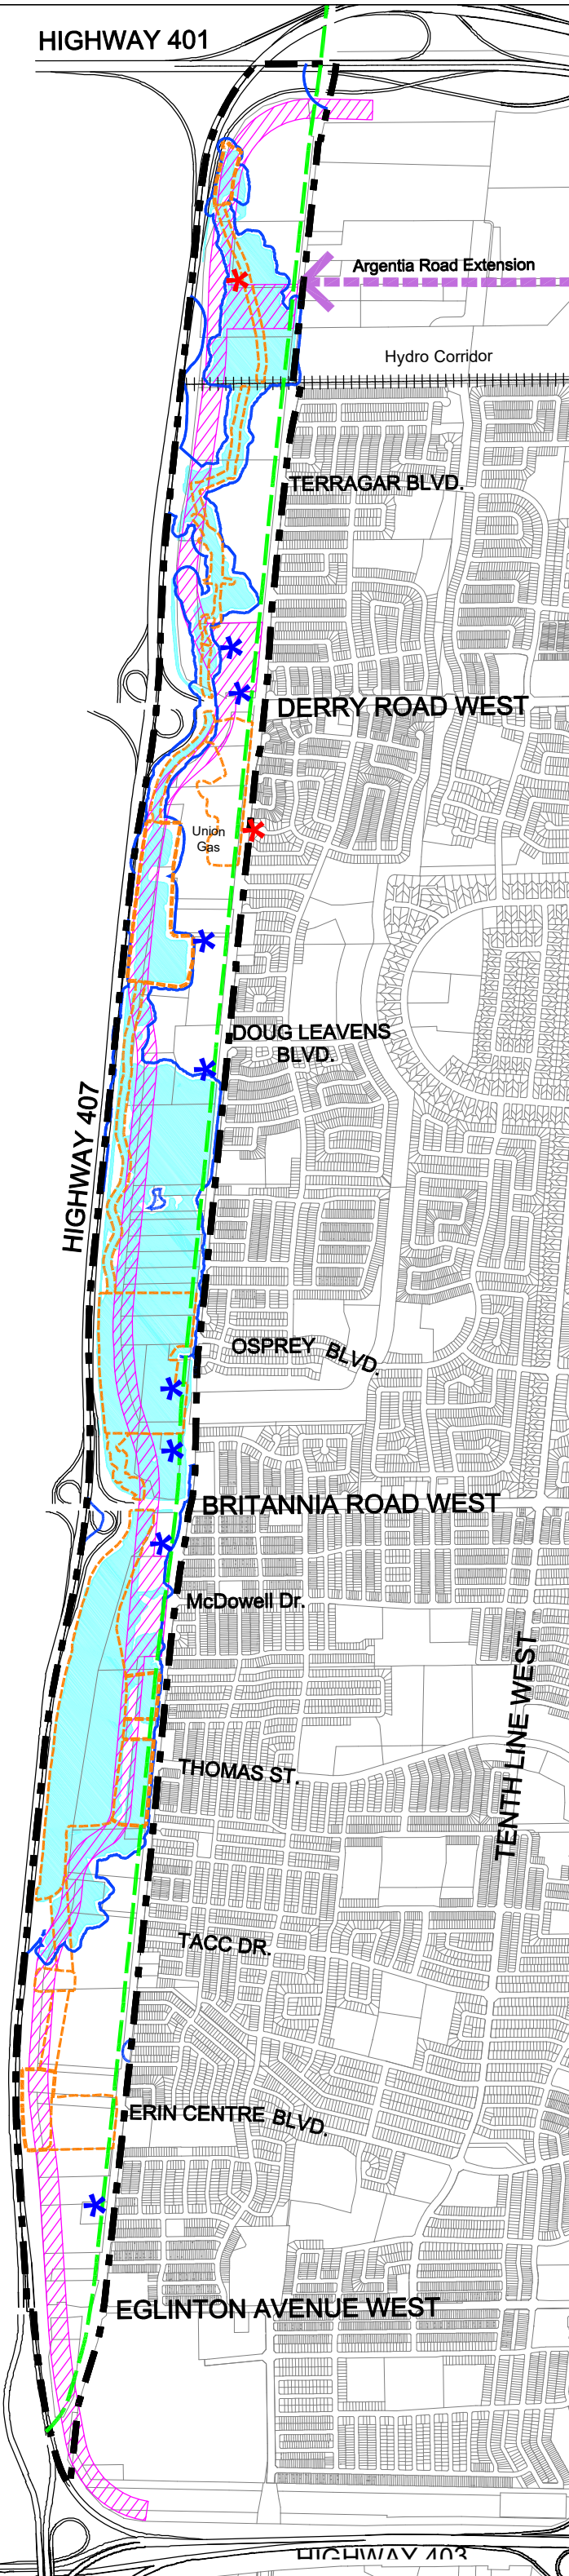 HIGHWAY 401
Argentia Road Extension
Hydro Corridor
TERRAGAR BLVD.
DERRY ROAD WEST
Union
Gas
DOUG LEAVENS
BLVD.
HIGHWAY 407
OSPREY BLVD.
BRITANNIA ROAD WEST
McDowell Dr.
TENTH LINE WEST
THOMAS ST.
TACC DR.
ERIN CENTRE BLVD.
EGLINTON AVENUE WEST
HIGHWAY 403